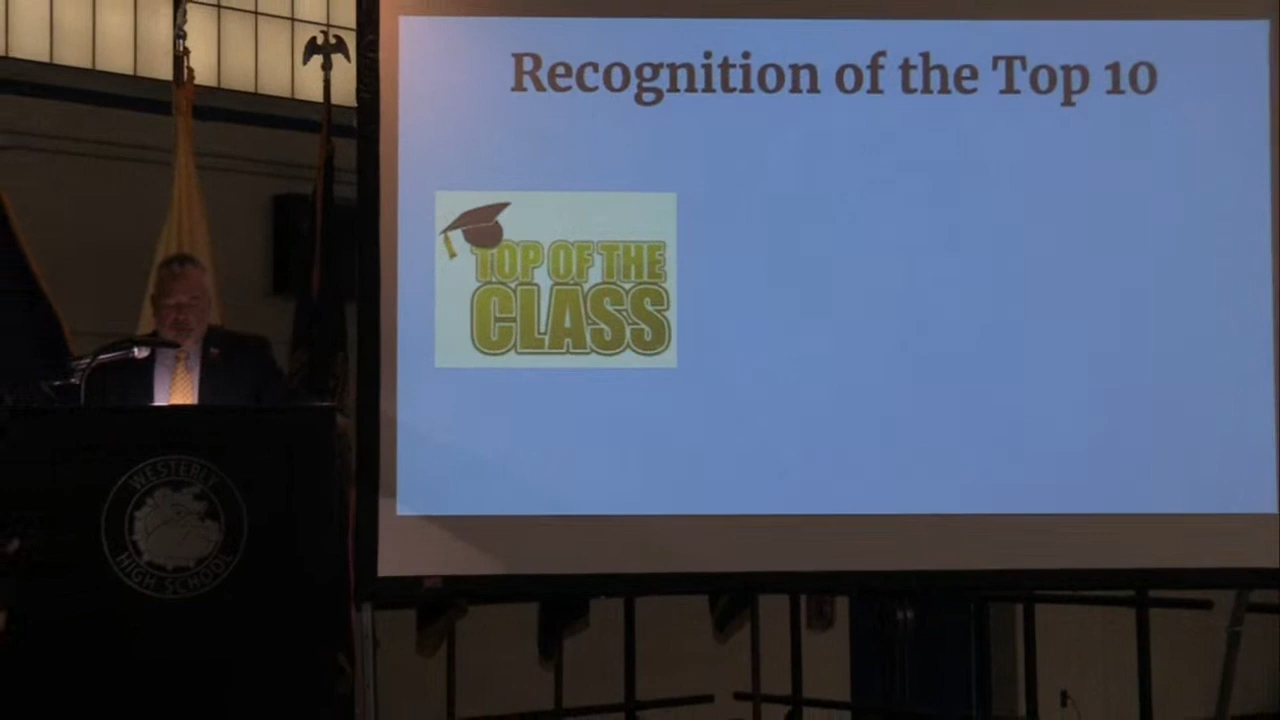 Recognition of the Top 10
TOP OF THE
CLASS
WESTERLY
HIGH SCHOOL